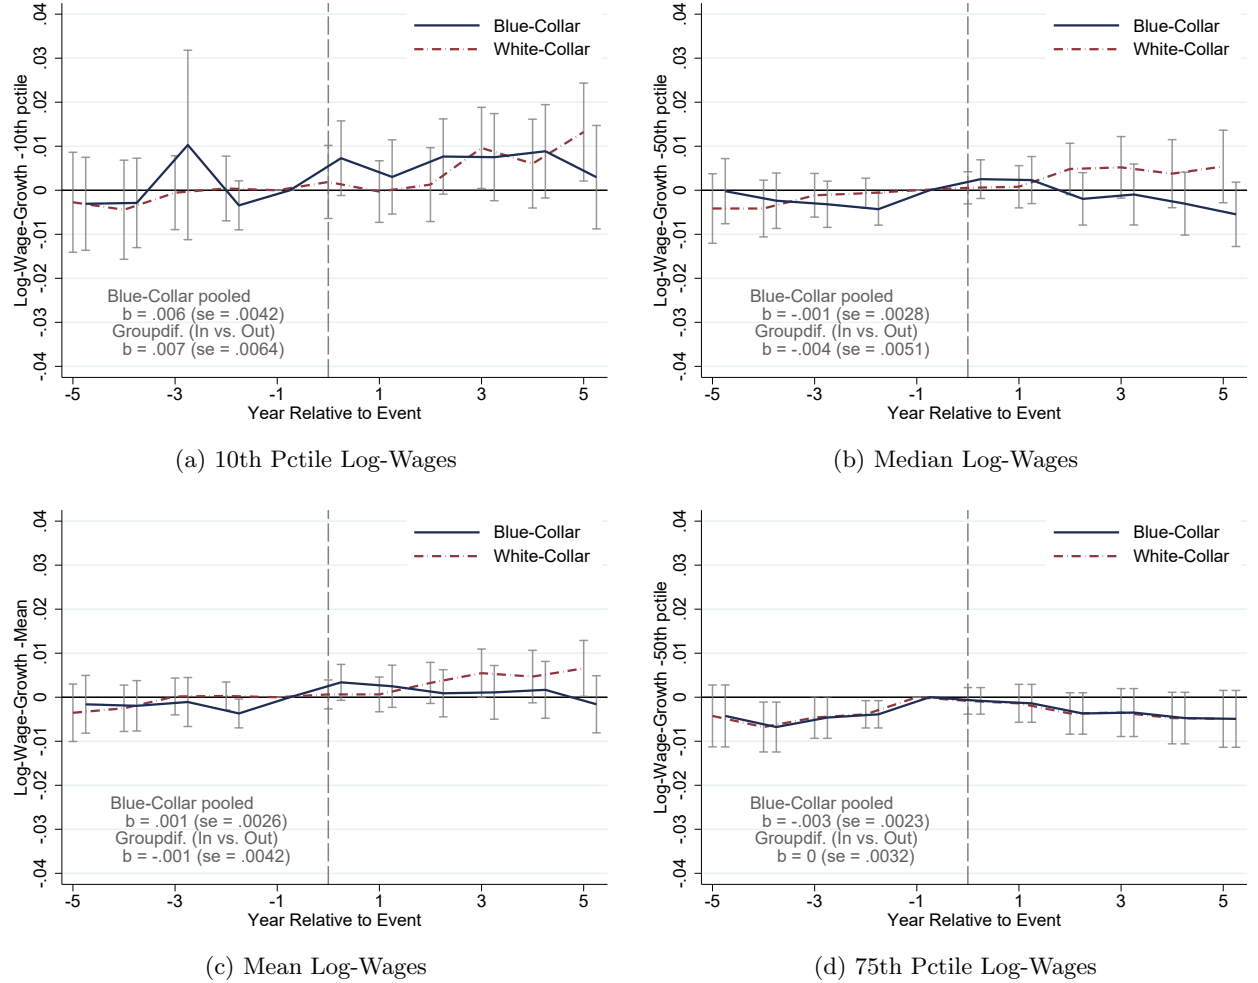 Log-Wage-Growth -10th pctile
.04
.03
.02
.01
0
-.01
-.02
-.03
-.04
Blue-Collar
White-Collar
Blue-Collar pooled
b = .006 (se = .0042)
Groupdif. (In vs. Out)
b = .007 (se = .0064)
-5 -3 -1 1 3 5
Year Relative to Event
(a) 10th Pctile Log-Wages
Log-Wage-Growth -50th pctile
.04
.03
.02
.01
0
-.01
-.02
-.03
-.04
Blue-Collar
White-Collar
Blue-Collar pooled
b = -.001 (se = .0028)
Groupdif. (In vs. Out)
b = -.004 (se = .0051)
-5 -3 -1 1 3 5
Year Relative to Event
(b) Median Log-Wages
Log-Wage-Growth -Mean
.04
.03
.02
.01
0
-.01
-.02
-.03
-.04
Blue-Collar
White-Collar
Blue-Collar pooled
b = .001 (se = .0026)
Groupdif. (In vs. Out)
b = -.001 (se = .0042)
-5 -3 -1 1 3 5
Year Relative to Event
(c) Mean Log-Wages
Log-Wage-Growth -50th pctile
.04
.03
.02
.01
0
-.01
-.02
-.03
-.04
Blue-Collar
White-Collar
Blue-Collar pooled
b = -.003 (se = .0023)
Groupdif. (In vs. Out)
b = 0 (se = .0032)
-5 -3 -1 1 3 5
Year Relative to Event
(d) 75th Pctile Log-Wages